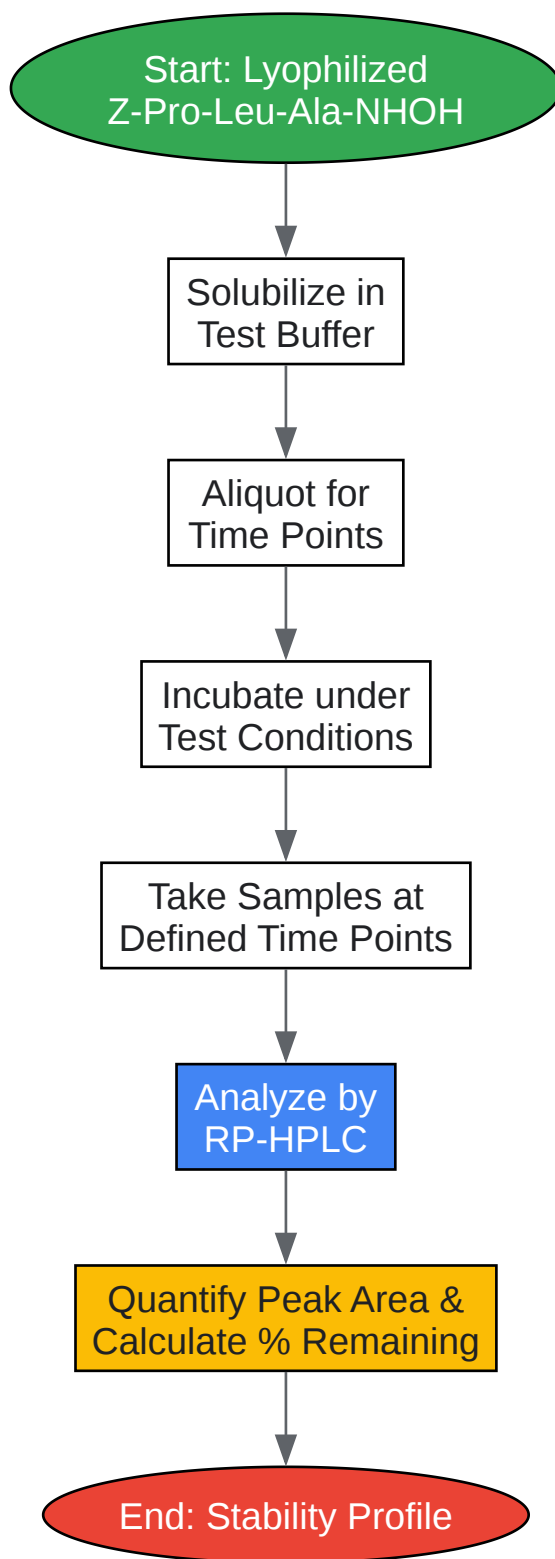 Start: Lyophilized
Z-Pro-Leu-Ala-NHOH
Solubilize in
Test Buffer
Aliquot for
Time Points
Incubate under
Test Conditions
Take Samples at
Defined Time Points
Analyze by
RP-HPLC
Quantify Peak Area &
Calculate % Remaining
End: Stability Profile